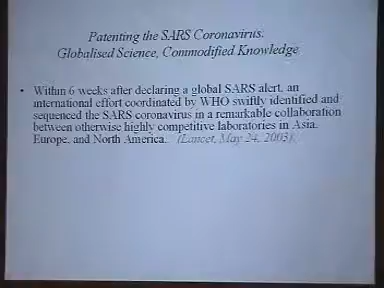 Patenting the SARS Coronavirus.
Globalised Science, Commodified Knowledge
• Within 6 weeks after declaring a global SARS alert, an
international effort coordinated by WHO swiftly identified and
sequenced the SARS coronavirus in a remarkable collaboration
between otherwise highly competitive laboratories in Asia,
Europe, and North America. (Lancet, May 24, 2003).